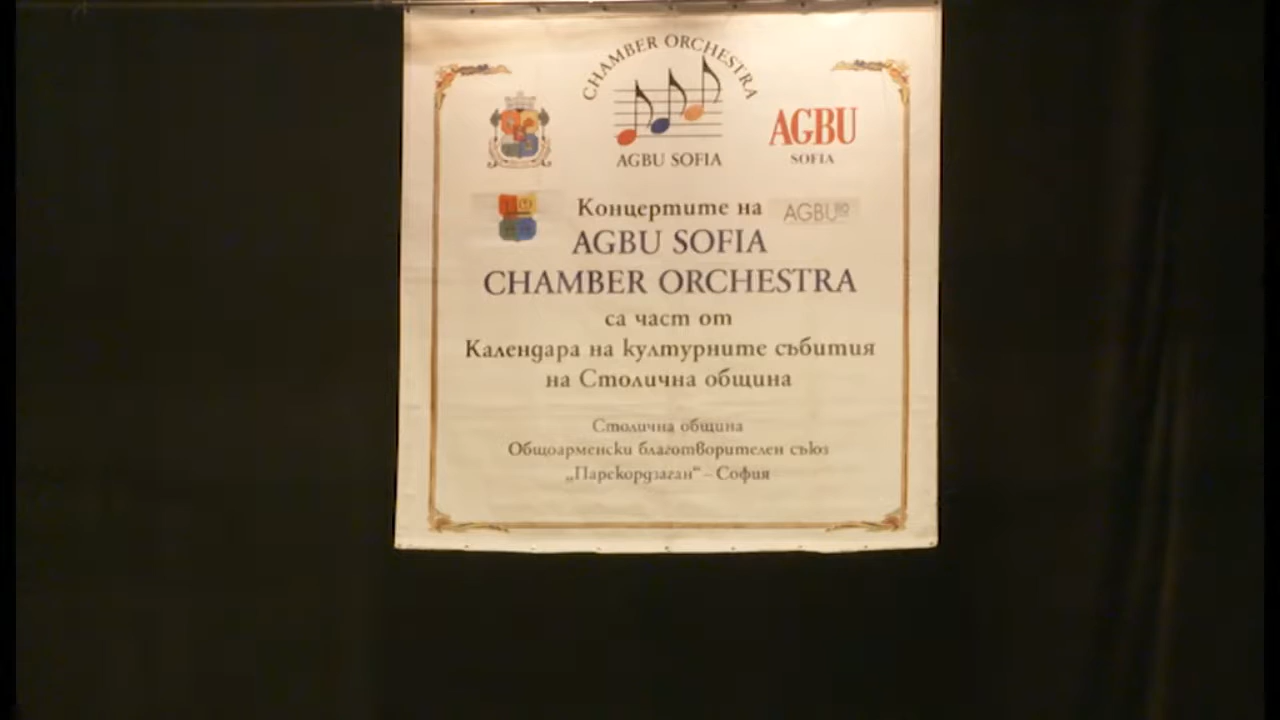 CHAMBER ORCHESTRA
AGBU SOFIA
AGBU
SOFIA
Концертите на
AGBU
AGBU SOFIA
CHAMBER ORCHESTRA
са част от
Календара на културните събития
на Столична община
Столична община
Общоарменски благотворителен съюз
„Парекордзаган“ – София